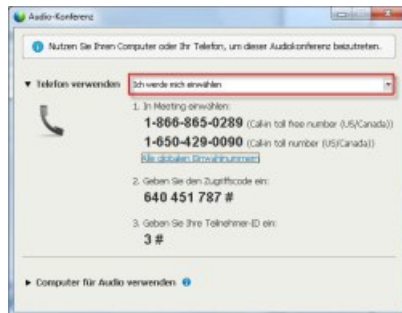 Audio-Konferenz
Nutzen Sie Ihren Computer oder Ihr Telefon, um dieser Audiokonferenz beizutreten.
▼ Telefon verwenden
Ich werde mich einwählen
1. In Meeting einwählen:
1-866-865-0289 (Call-in toll free number (US/Canada))
1-650-429-0090 (Call-in toll number (US/Canada))
Alle globalen Einwahlnummern
2. Geben Sie den Zugriffscode ein:
640 451 787 #
3. Geben Sie Ihre Teilnehmer-ID ein:
3 #
► Computer für Audio verwenden